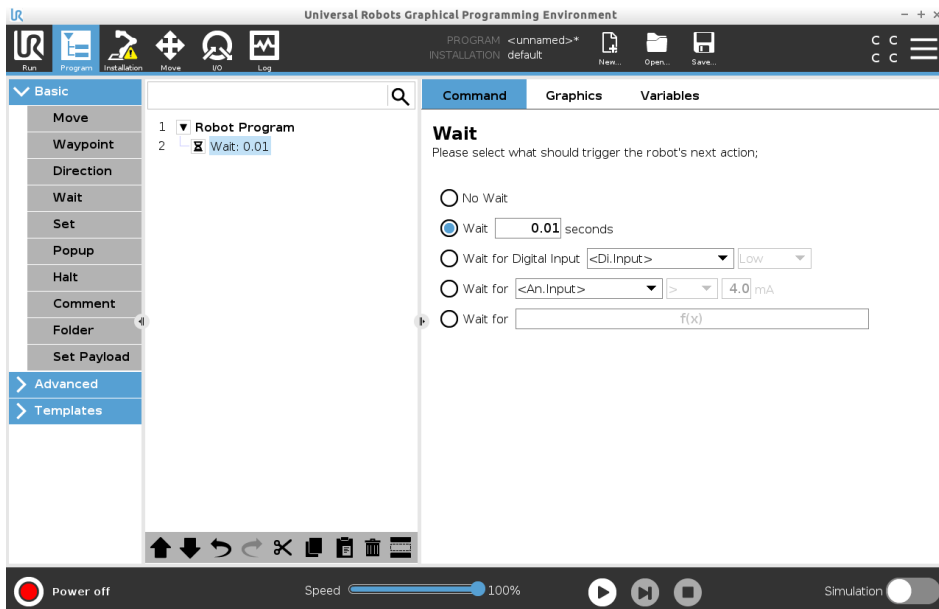 UR
Universal Robots Graphical Programming Environment
UR
Run
Program
Installation
Move
I/O
Log
PROGRAM <unnamed>*
INSTALLATION default
New...
Open...
Save...
C C
C C
Basic
Move
Waypoint
Direction
Wait
Set
Popup
Halt
Comment
Folder
Set Payload
Advanced
Templates
1 Robot Program
2 Wait: 0.01
Command Graphics Variables
Wait
Please select what should trigger the robot's next action;
No Wait
Wait 0.01 seconds
Wait for Digital Input <Di.Input> Low
Wait for <An.Input> > 4.0 mA
Wait for f(x)
Power off
Speed 100%
Simulation